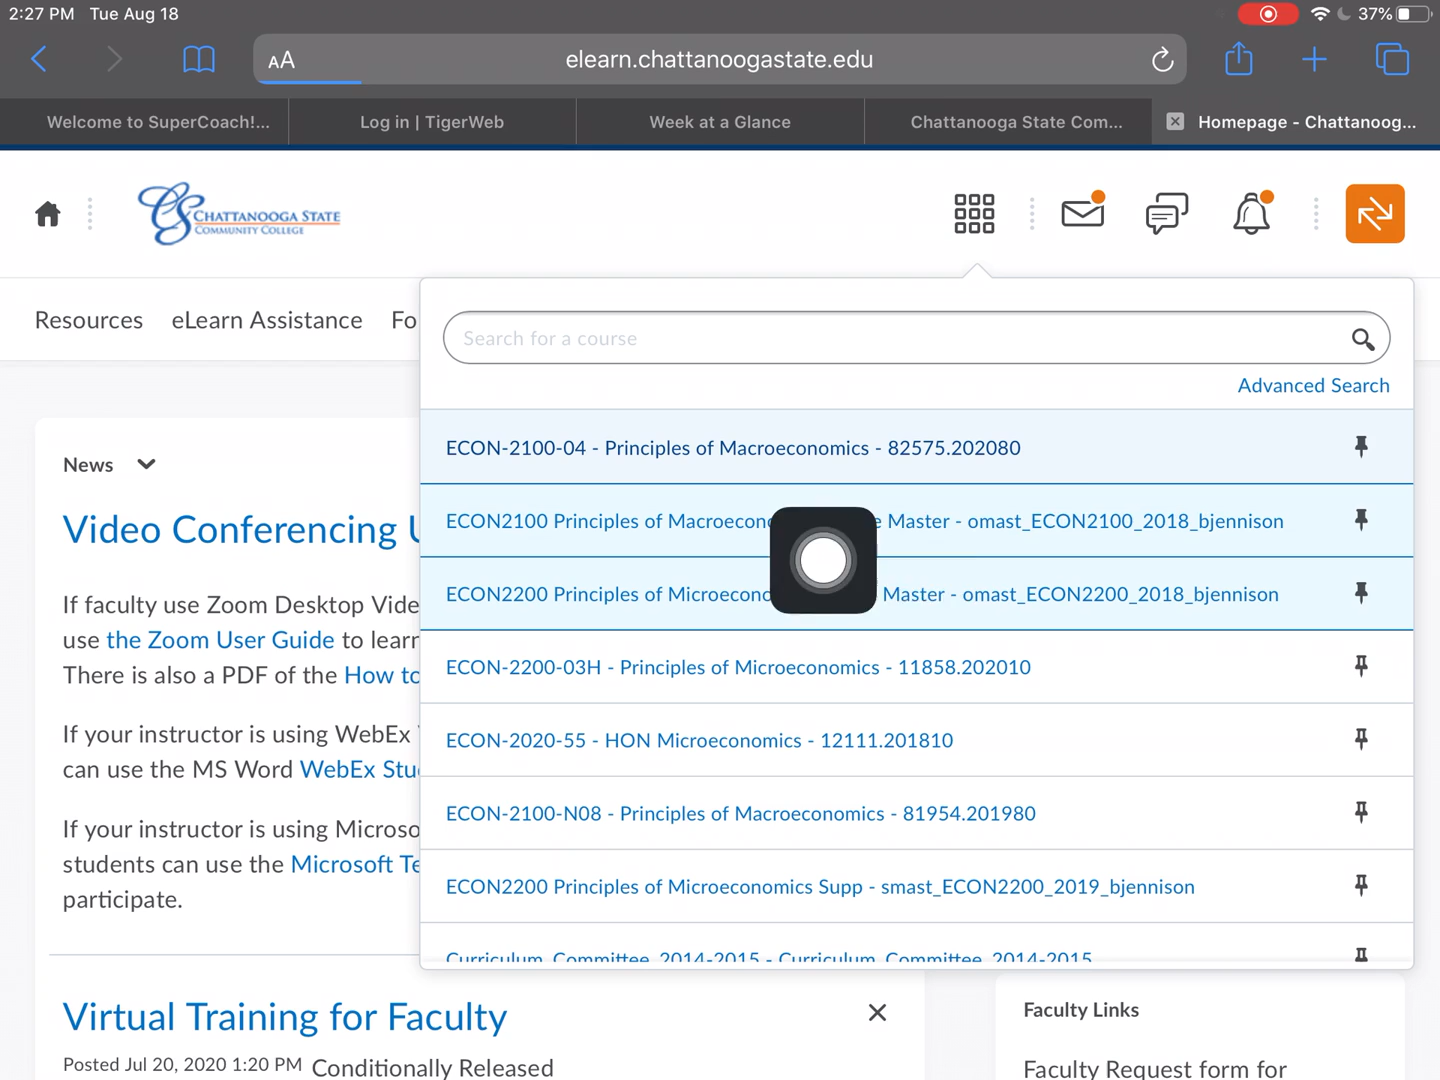 2:27 PM Tue Aug 18
37%
AA elearn.chattanoogastate.edu
Welcome to SuperCoach!...
Log in | TigerWeb
Week at a Glance
Chattanooga State Com...
Homepage - Chattanoog...
CHATTANOOGA STATE
COMMUNITY COLLEGE
Resources eLearn Assistance Fo
Search for a course
Advanced Search
ECON-2100-04 - Principles of Macroeconomics - 82575.202080
ECON2100 Principles of Macroecon e Master - omast_ECON2100_2018_bjennison
ECON2200 Principles of Microecono Master - omast_ECON2200_2018_bjennison
ECON-2200-03H - Principles of Microeconomics - 11858.202010
ECON-2020-55 - HON Microeconomics - 12111.201810
ECON-2100-N08 - Principles of Macroeconomics - 81954.201980
ECON2200 Principles of Microeconomics Supp - smast_ECON2200_2019_bjennison
Curriculum_Committee_2014-2015 - Curriculum_Committee_2014-2015
News
Video Conferencing U
If faculty use Zoom Desktop Vide
use the Zoom User Guide to learn
There is also a PDF of the How to
If your instructor is using WebEx
can use the MS Word WebEx Stu
If your instructor is using Microso
students can use the Microsoft Te
participate.
Virtual Training for Faculty
Posted Jul 20, 2020 1:20 PM Conditionally Released
Faculty Links
Faculty Request form for